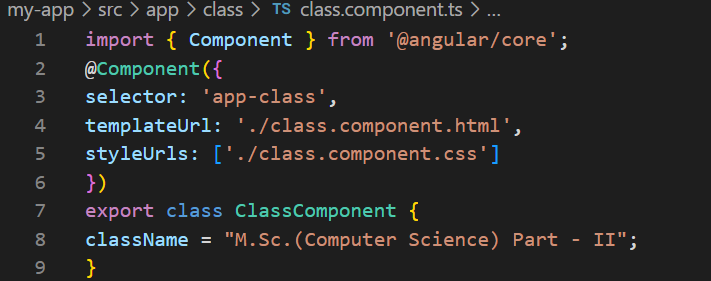 my-app > src > app > class > TS class.component.ts > ...
1 import { Component } from '@angular/core';
2 @Component({
3 selector: 'app-class',
4 templateUrl: './class.component.html',
5 styleUrls: ['./class.component.css']
6 })
7 export class ClassComponent {
8 className = "M.Sc.(Computer Science) Part - II";
9 }